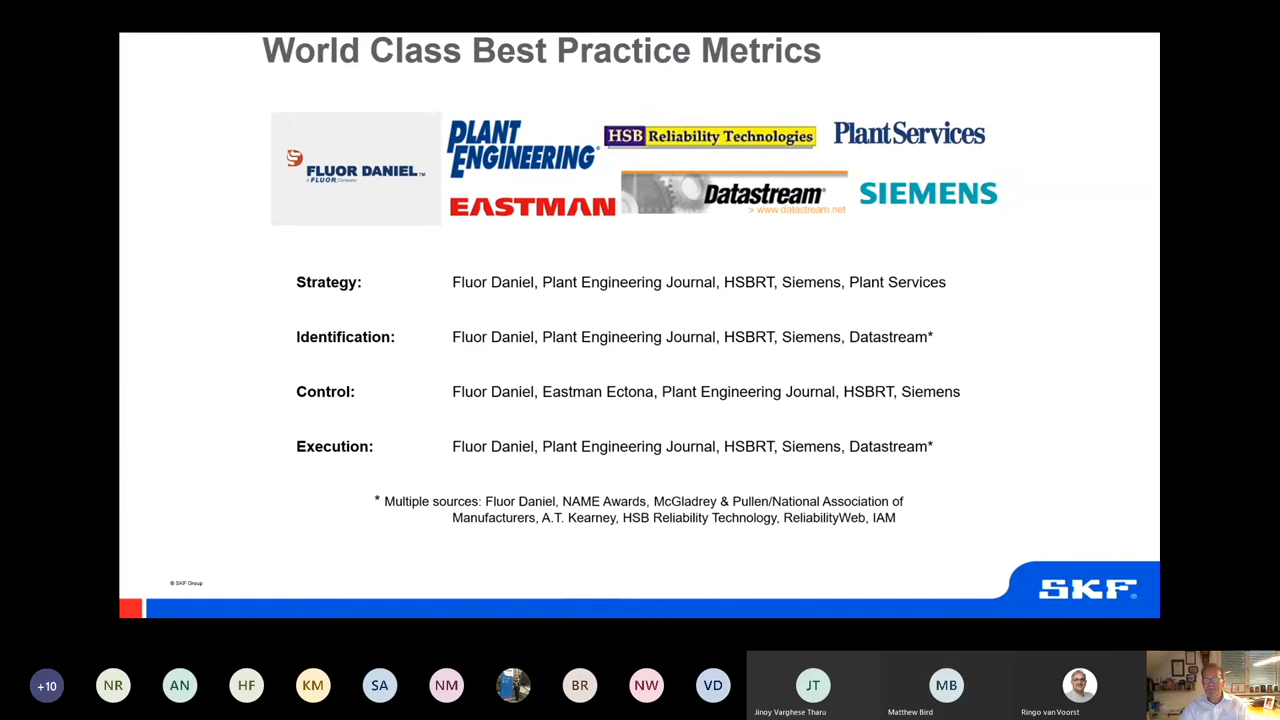 World Class Best Practice Metrics
FLUOR DANIEL™
A FLUOR Company
PLANT
ENGINEERING®
HSB Reliability Technologies
PlantServices
EASTMAN
Datastream®
> www.datastream.net
SIEMENS
Strategy: Fluor Daniel, Plant Engineering Journal, HSBRT, Siemens, Plant Services
Identification: Fluor Daniel, Plant Engineering Journal, HSBRT, Siemens, Datastream*
Control: Fluor Daniel, Eastman Ectona, Plant Engineering Journal, HSBRT, Siemens
Execution: Fluor Daniel, Plant Engineering Journal, HSBRT, Siemens, Datastream*
* Multiple sources: Fluor Daniel, NAME Awards, McGladrey & Pullen/National Association of
Manufacturers, A.T. Kearney, HSB Reliability Technology, ReliabilityWeb, IAM
© SKF Group
SKF®
+10 NR AN HF KM SA NM BR NW VD JT MB
Jinoy Varghese Tharu Matthew Bird Ringo van Voorst